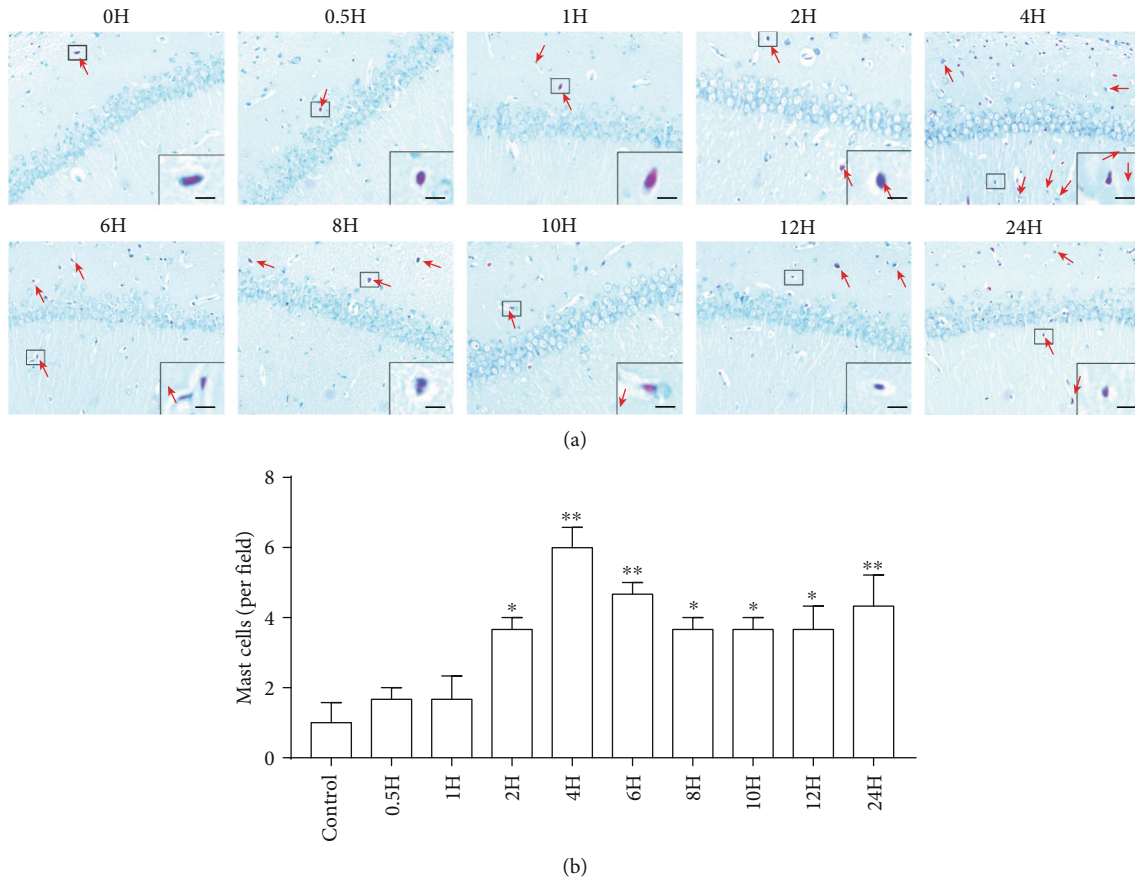 0H 0.5H 1H 2H 4H
6H 8H 10H 12H 24H
(a)
Mast cells (per field)
8
6
4
2
0
** 
** **
* * * *
Control 0.5H 1H 2H 4H 6H 8H 10H 12H 24H
(b)